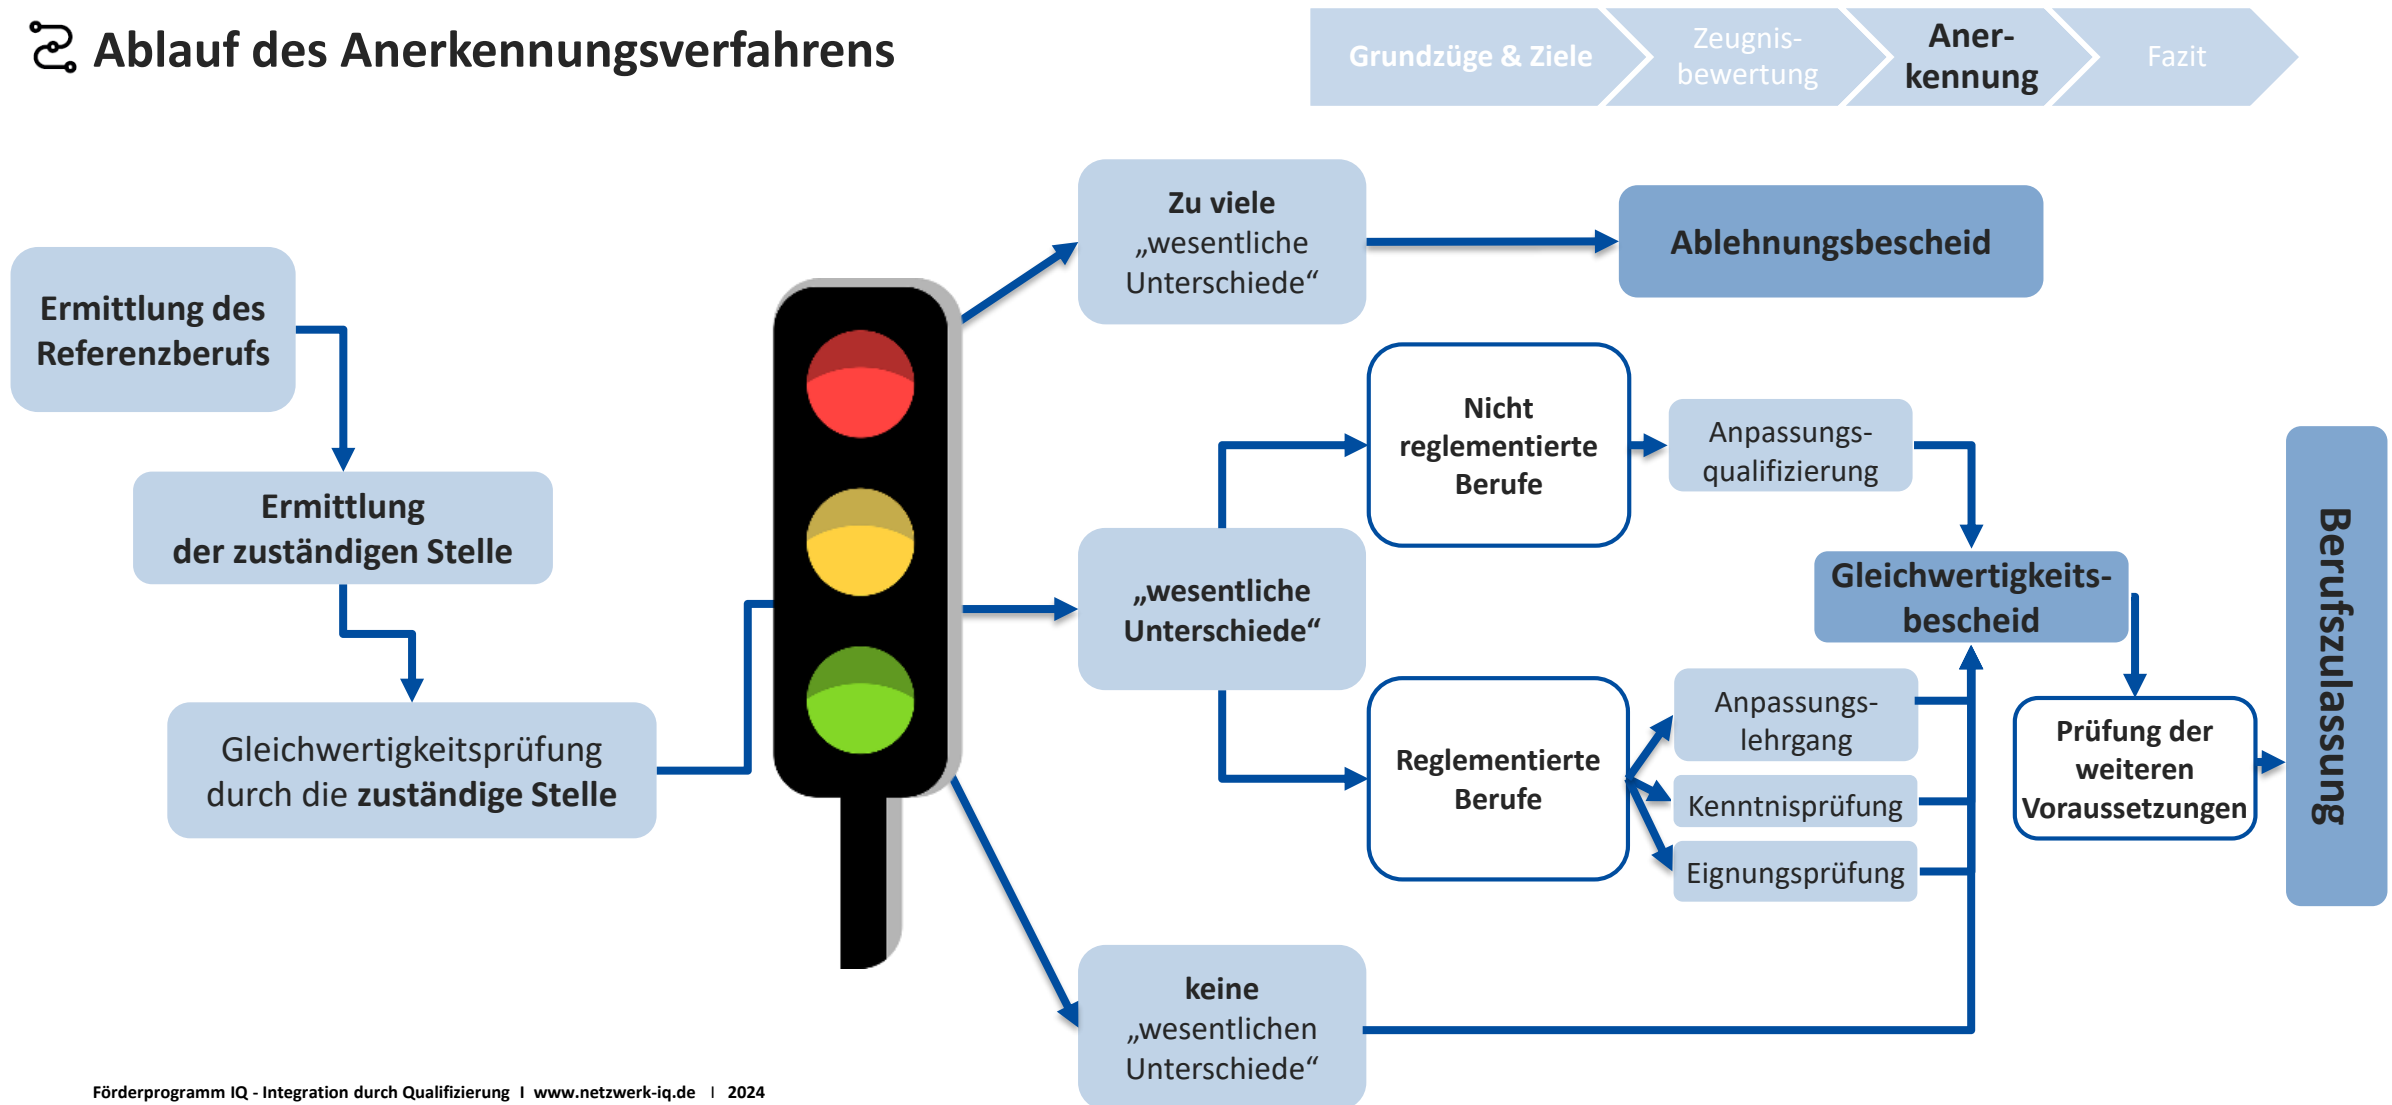 Ablauf des Anerkennungsverfahrens
Grundzüge & Ziele
Zeugnis-
bewertung
Aner-
kennung
Fazit
Ermittlung des
Referenzberufs
Ermittlung
der zuständigen Stelle
Gleichwertigkeitsprüfung
durch die zuständige Stelle
Zu viele
„wesentliche
Unterschiede“
Ablehnungsbescheid
„wesentliche
Unterschiede“
Nicht
reglementierte
Berufe
Anpassungs-
qualifizierung
Reglementierte
Berufe
Anpassungs-
lehrgang
Kenntnisprüfung
Eignungsprüfung
keine
„wesentlichen
Unterschiede“
Gleichwertigkeits-
bescheid
Prüfung der
weiteren
Voraussetzungen
Berufszulassung
Förderprogramm IQ - Integration durch Qualifizierung I www.netzwerk-iq.de I 2024